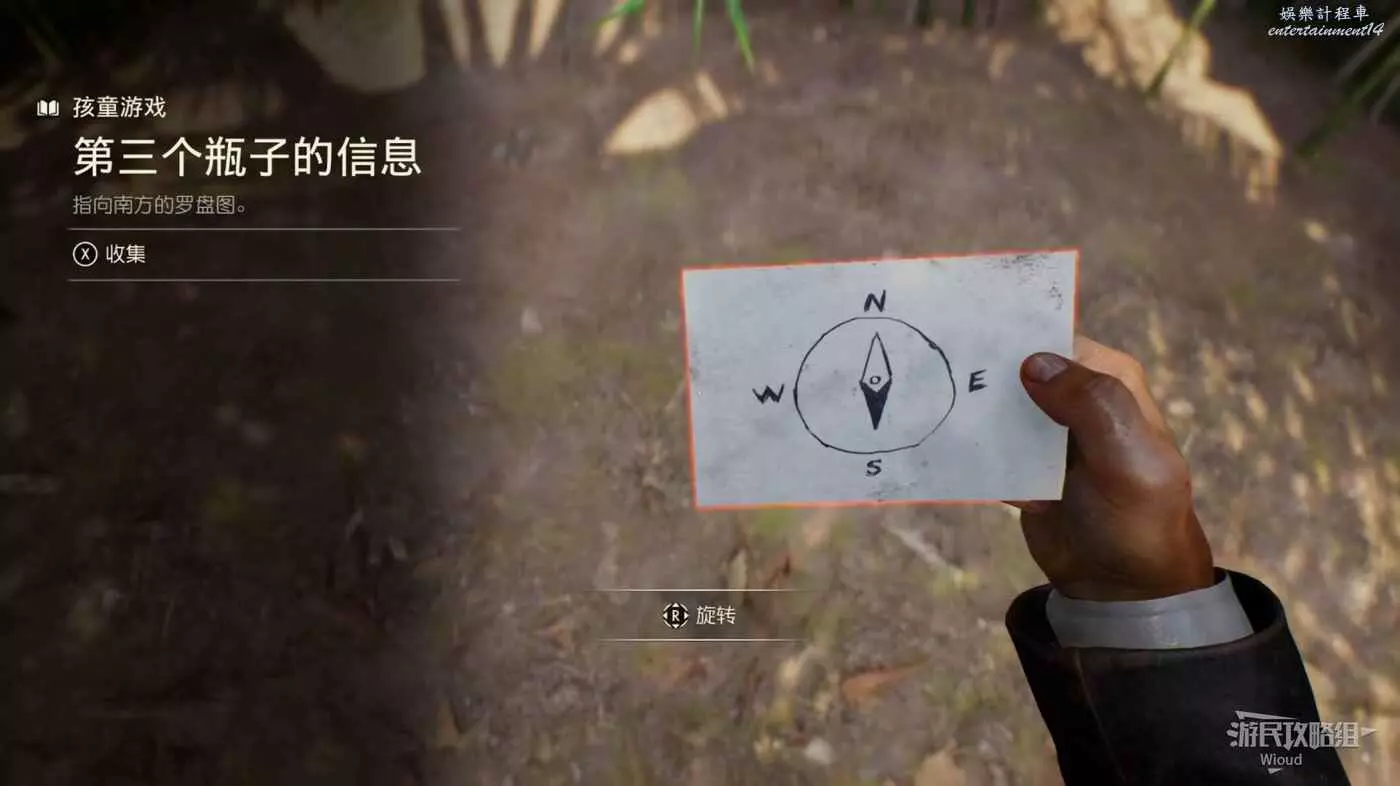 娛樂計程車
entertainment14
孩童游戏
第三个瓶子的信息
指向南方的罗盘图。
X 收集
N
W E
S
R 旋转
游民攻略组
Wioud